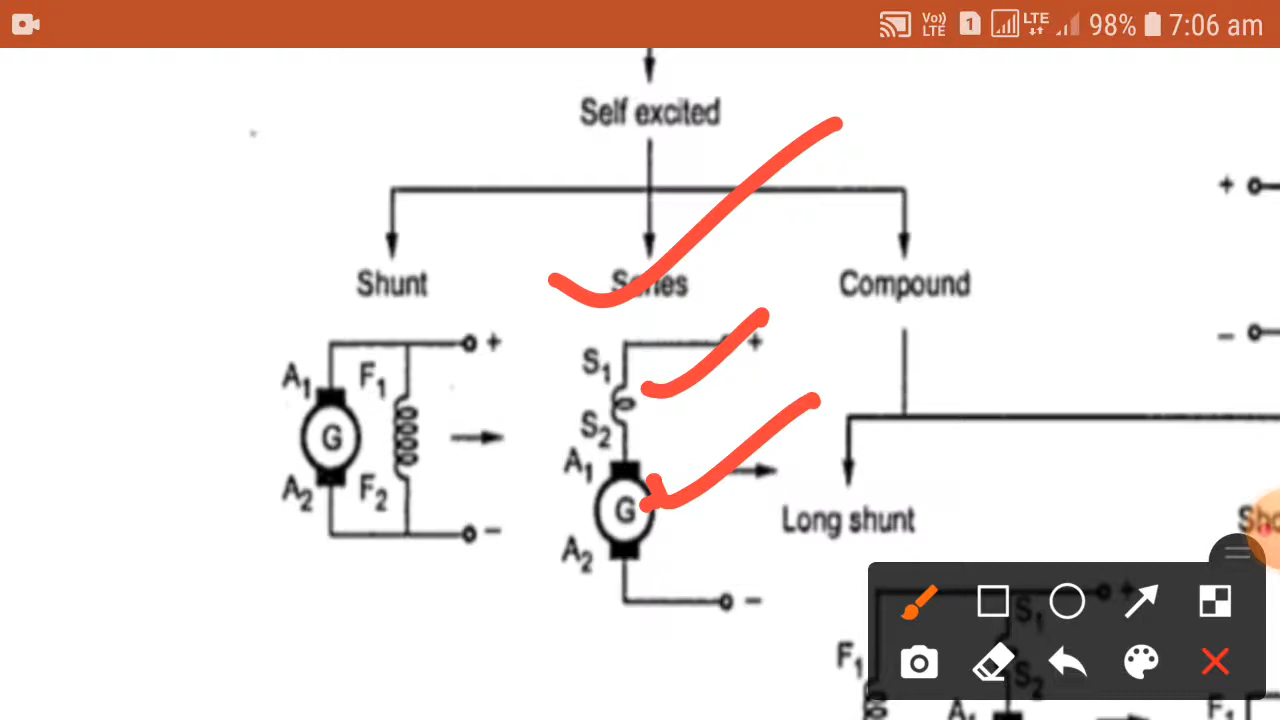 Vo)) LTE 1 LTE 98% 7:06 am
Self excited
+
Shunt Series Compound
–
+ +
A1 F1 S1
G S2
A2 F2 A1
– G
Long shunt
A2
–
+
S1
F1 S2
A1 F1